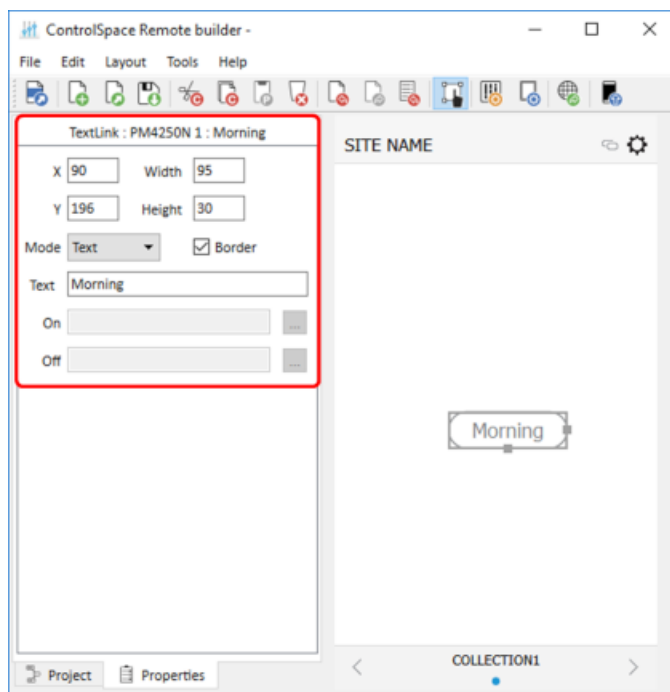 ControlSpace Remote builder -
File Edit Layout Tools Help
TextLink : PM4250N 1 : Morning
X 90 Width 95
Y 196 Height 30
Mode Text Border
Text Morning
On ...
Off ...
SITE NAME
Morning
COLLECTION1
Project Properties